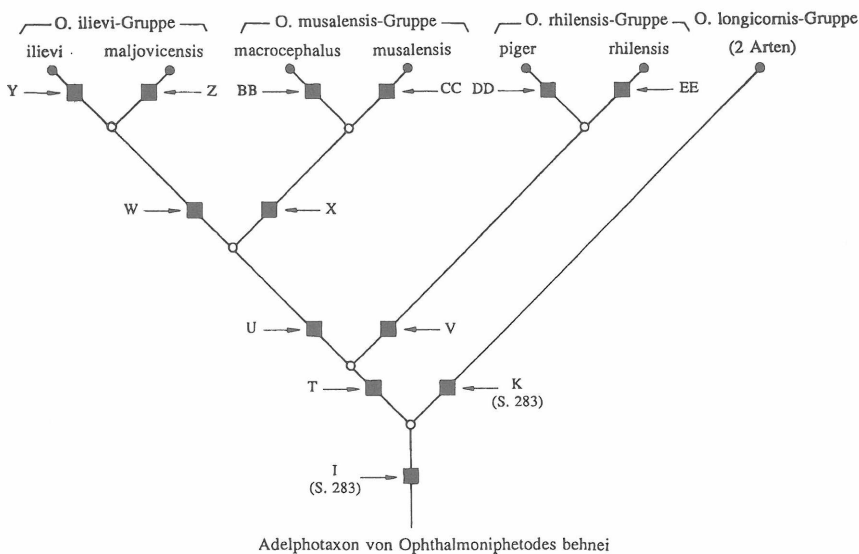 O. ilievi-Gruppe O. musalensis-Gruppe O. rhilensis-Gruppe O. longicornis-Gruppe
ilievi maljovicensis macrocephalus musalensis piger rhilensis (2 Arten)
Y Z BB CC DD EE
W X
U V
T K
(S. 283)
I
(S. 283)
Adelphotaxon von Ophthalmoniphetodes behnei